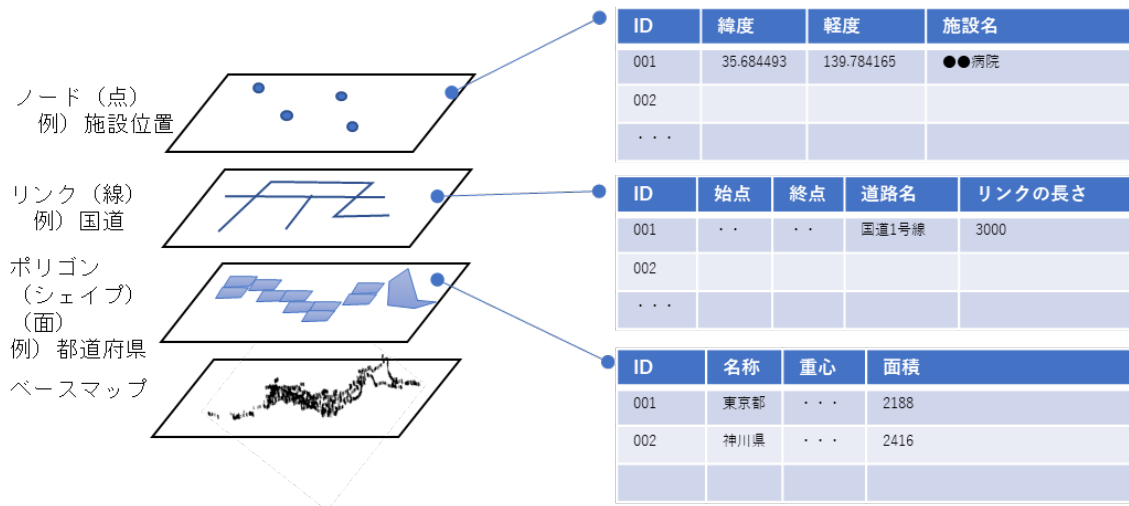 ノード（点）
例）施設位置
リンク（線）
例）国道
ポリゴン
（シェイプ）
（面）
例）都道府県
ベースマップ
ID 緯度 軽度 施設名
001 35.684493 139.784165 ●●病院
002
・・・
ID 始点 終点 道路名 リンクの長さ
001 ・・ ・・ 国道1号線 3000
002
・・・
ID 名称 重心 面積
001 東京都 ・・・ 2188
002 神川県 ・・・ 2416